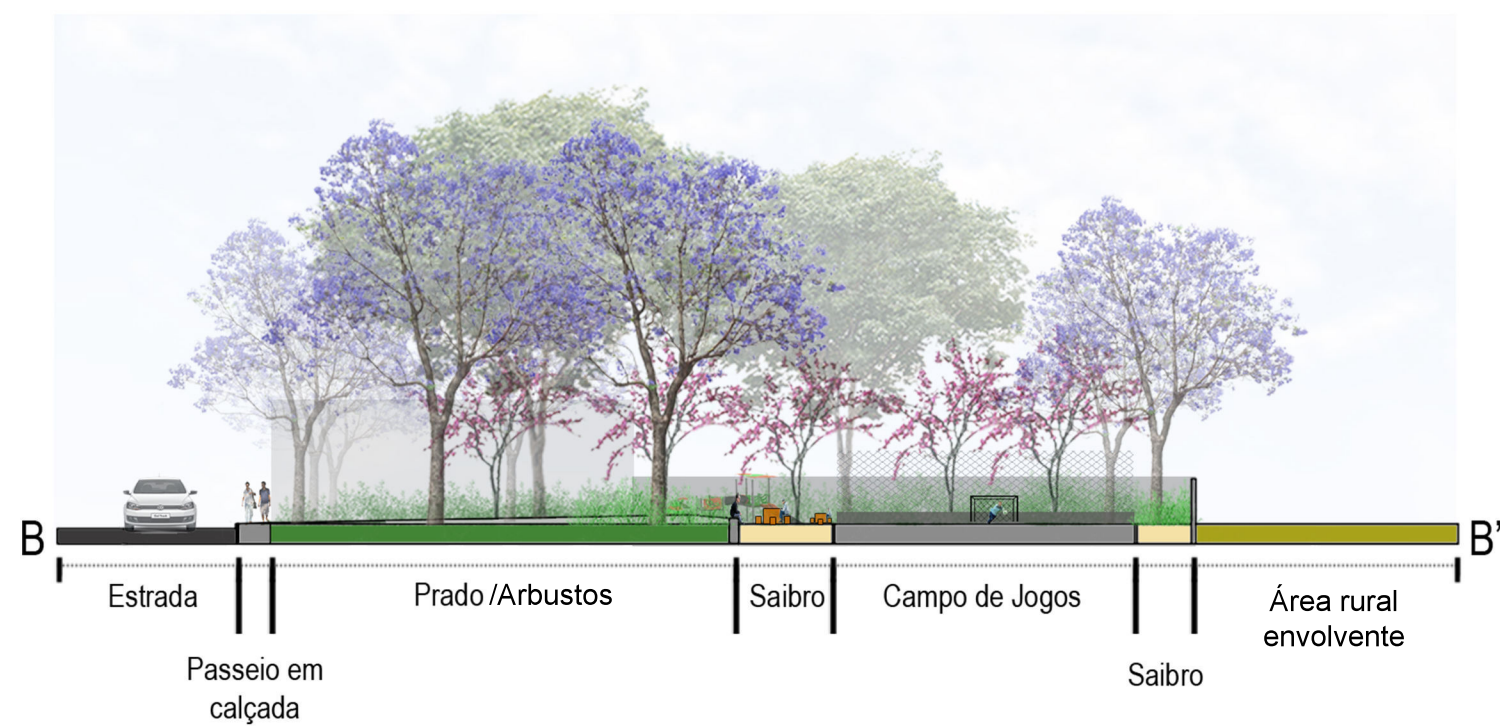 B
B'
Estrada
Prado /Arbustos
Saibro
Campo de Jogos
Área rural
envolvente
Passeio em
calçada
Saibro